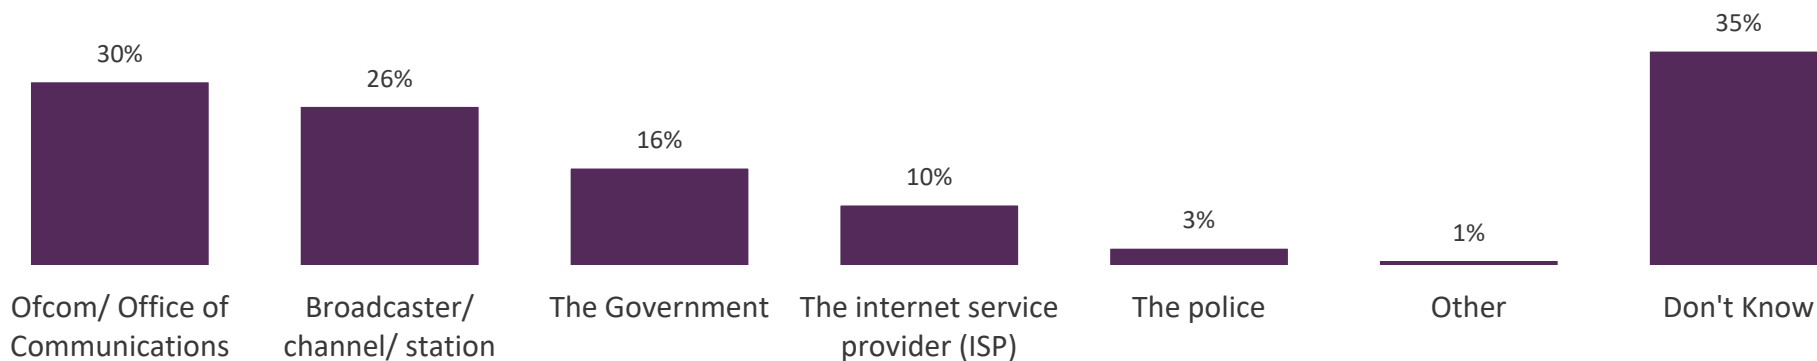 30%
26%
16%
10%
3%
1%
35%
Ofcom/ Office of
Communications
Broadcaster/
channel/ station
The Government
The internet service
provider (ISP)
The police
Other
Don't Know